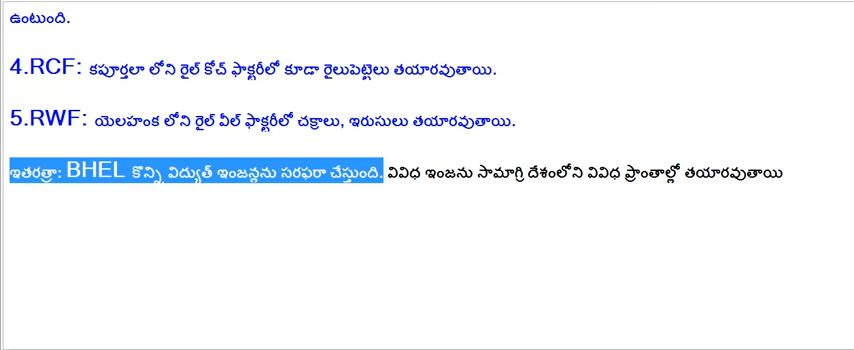 ఉంటుంది.
4.RCF: కపూర్తలా లోని రైల్ కోచ్ ఫాక్టరీలో కూడా రైలుపెట్టెలు తయారవుతాయి.
5.RWF: యెలహంక లోని రైల్ వీల్ ఫాక్టరీలో చక్రాలు, ఇరుసులు తయారవుతాయి.
ఇతరత్రా: BHEL కొన్ని విద్యుత్ ఇంజన్లను సరఫరా చేస్తుంది. వివిధ ఇంజను సామాగ్రి దేశంలోని వివిధ ప్రాంతాల్లో తయారవుతాయి